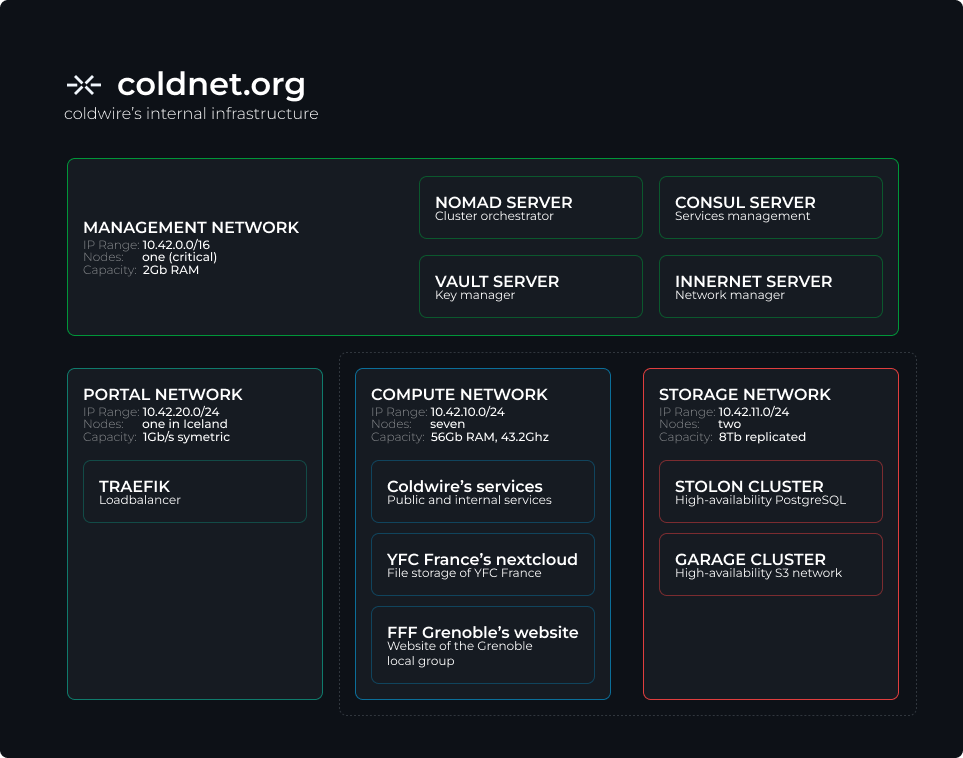 coldnet.org
coldwire's internal infrastructure
MANAGEMENT NETWORK
IP Range: 10.42.0.0/16
Nodes: one (critical)
Capacity: 2Gb RAM
NOMAD SERVER
Cluster orchestrator
CONSUL SERVER
Services management
VAULT SERVER
Key manager
INNERNET SERVER
Network manager
PORTAL NETWORK
IP Range: 10.42.20.0/24
Nodes: one in Iceland
Capacity: 1Gb/s symetric
TRAEFIK
Loadbalancer
COMPUTE NETWORK
IP Range: 10.42.10.0/24
Nodes: seven
Capacity: 56Gb RAM, 43.2Ghz
Coldwire's services
Public and internal services
YFC France's nextcloud
File storage of YFC France
FFF Grenoble's website
Website of the Grenoble
local group
STORAGE NETWORK
IP Range: 10.42.11.0/24
Nodes: two
Capacity: 8Tb replicated
STOLON CLUSTER
High-availability PostgreSQL
GARAGE CLUSTER
High-availability S3 network